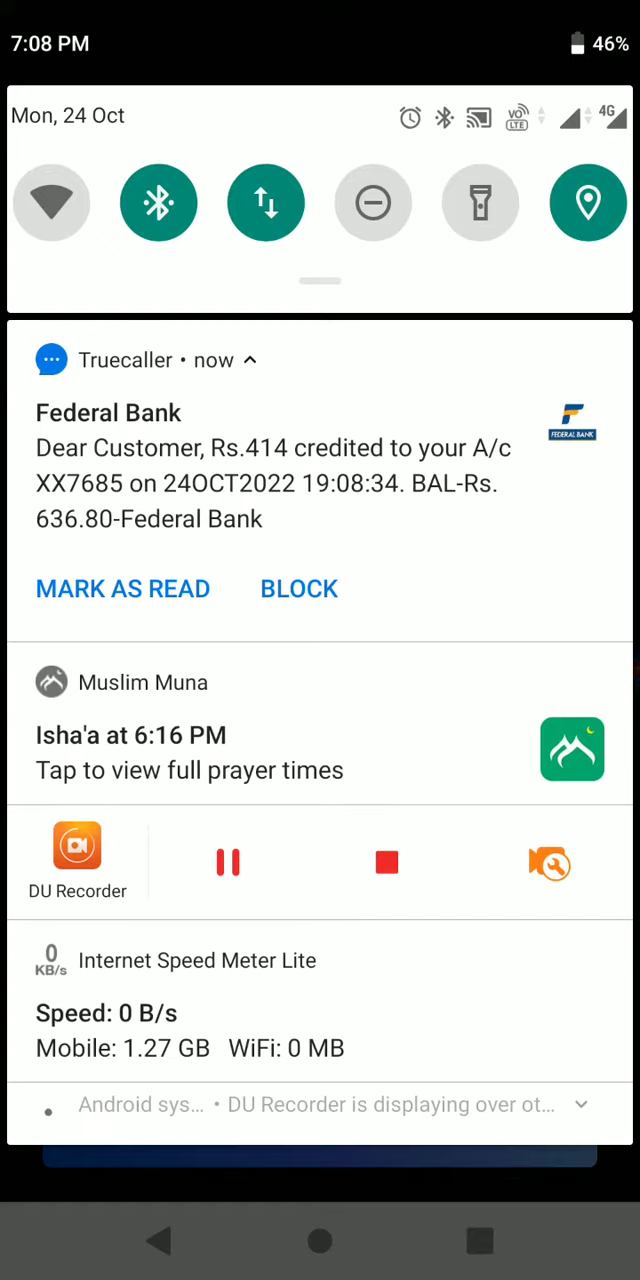 7:08 PM 46%
Mon, 24 Oct VO LTE 4G
Truecaller • now
Federal Bank
FEDERAL BANK
Dear Customer, Rs.414 credited to your A/c
XX7685 on 24OCT2022 19:08:34. BAL-Rs.
636.80-Federal Bank
MARK AS READ BLOCK
Muslim Muna
Isha'a at 6:16 PM
Tap to view full prayer times
DU Recorder
0 KB/s Internet Speed Meter Lite
Speed: 0 B/s
Mobile: 1.27 GB WiFi: 0 MB
Android sys... • DU Recorder is displaying over ot...